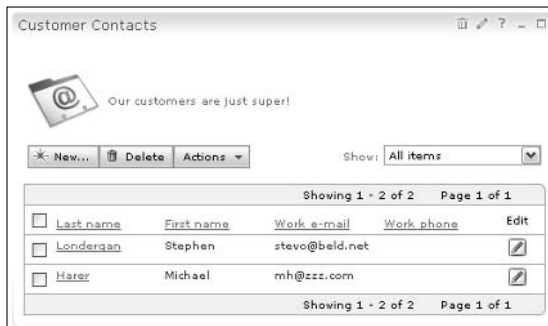 Customer Contacts
?
@
Our customers are just super!
New... Delete Actions Show: All items
Showing 1 - 2 of 2 Page 1 of 1
Last name First name Work e-mail Work phone Edit
Londergan Stephen stevo@beld.net
Harer Michael mh@zzz.com
Showing 1 - 2 of 2 Page 1 of 1